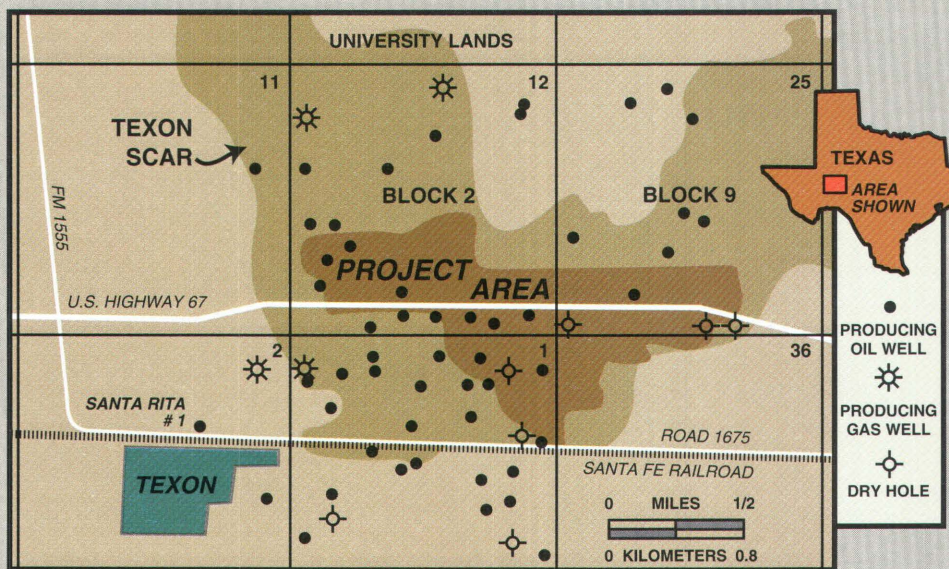 UNIVERSITY LANDS
11
12
25
TEXON
SCAR
BLOCK 2
BLOCK 9
FM 1555
PROJECT
AREA
U.S. HIGHWAY 67
2
1
36
SANTA RITA
# 1
ROAD 1675
SANTA FE RAILROAD
TEXON
0 MILES 1/2
0 KILOMETERS 0.8
TEXAS
AREA
SHOWN
PRODUCING
OIL WELL
PRODUCING
GAS WELL
DRY HOLE